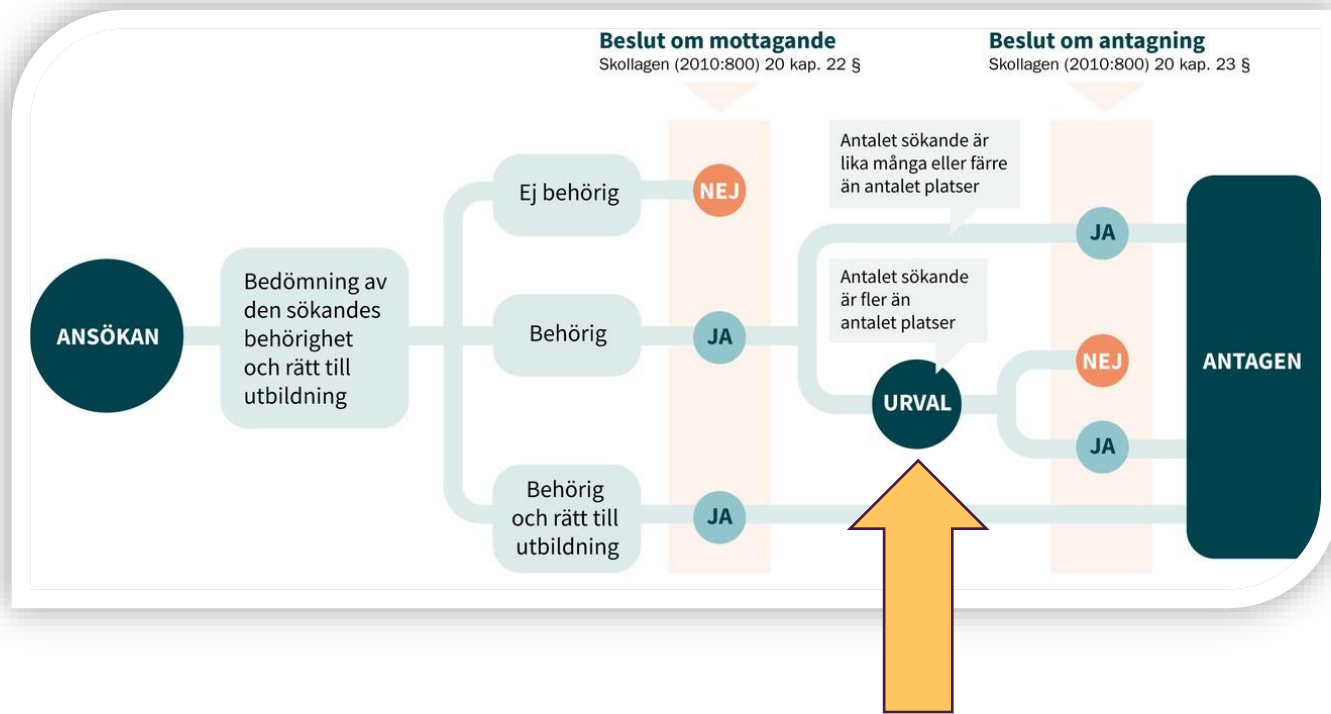 Beslut om mottagande
Skollagen (2010:800) 20 kap. 22 §
Beslut om antagning
Skollagen (2010:800) 20 kap. 23 §
ANSÖKAN
Bedömning av
den sökandes
behörighet
och rätt till
utbildning
Ej behörig
NEJ
Behörig
JA
Behörig
och rätt till
utbildning
JA
Antalet sökande är
lika många eller färre
än antalet platser
JA
Antalet sökande
är fler än
antalet platser
URVAL
NEJ
JA
ANTAGEN